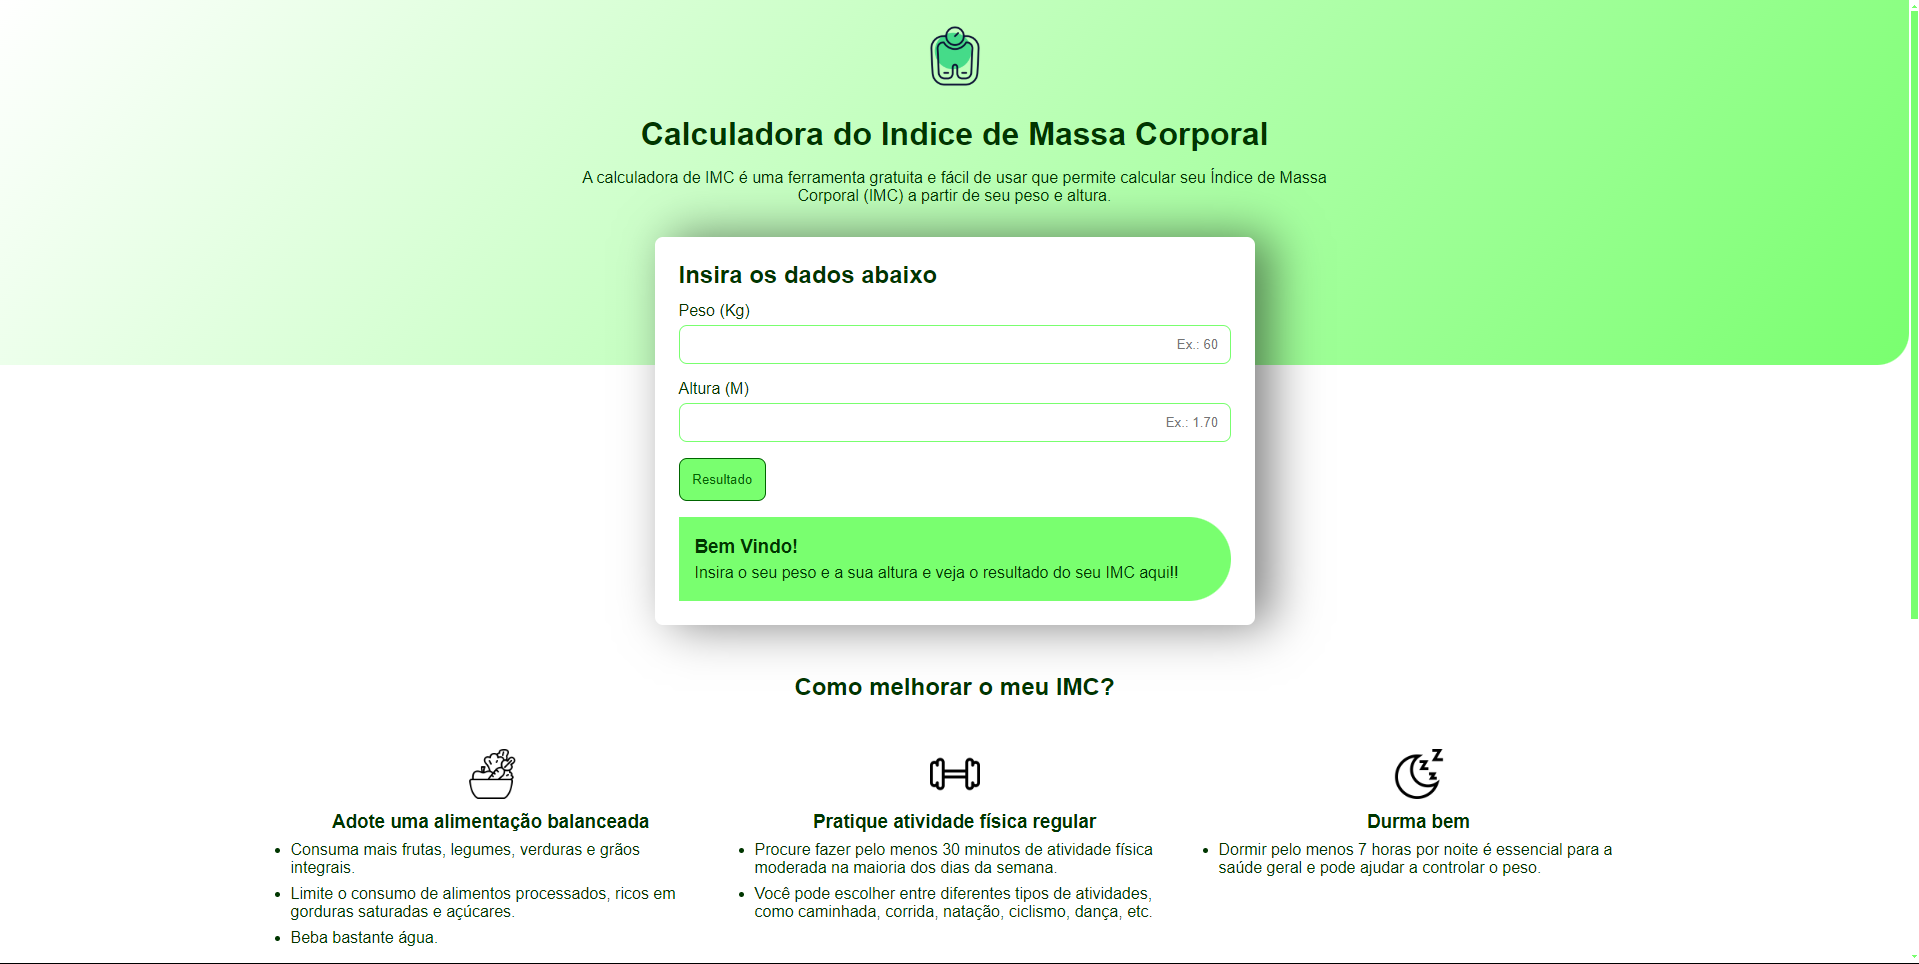 Calculadora do Indice de Massa Corporal
A calculadora de IMC é uma ferramenta gratuita e fácil de usar que permite calcular seu Índice de Massa
Corporal (IMC) a partir de seu peso e altura.
Insira os dados abaixo
Peso (Kg)
Ex.: 60
Altura (M)
Ex.: 1.70
Resultado
Bem Vindo!
Insira o seu peso e a sua altura e veja o resultado do seu IMC aqui!!
Como melhorar o meu IMC?
Adote uma alimentação balanceada
• Consuma mais frutas, legumes, verduras e grãos
integrais.
• Limite o consumo de alimentos processados, ricos em
gorduras saturadas e açúcares.
• Beba bastante água.
Pratique atividade física regular
• Procure fazer pelo menos 30 minutos de atividade física
moderada na maioria dos dias da semana.
• Você pode escolher entre diferentes tipos de atividades,
como caminhada, corrida, natação, ciclismo, dança, etc.
Z
Z
Z
Durma bem
• Dormir pelo menos 7 horas por noite é essencial para a
saúde geral e pode ajudar a controlar o peso.